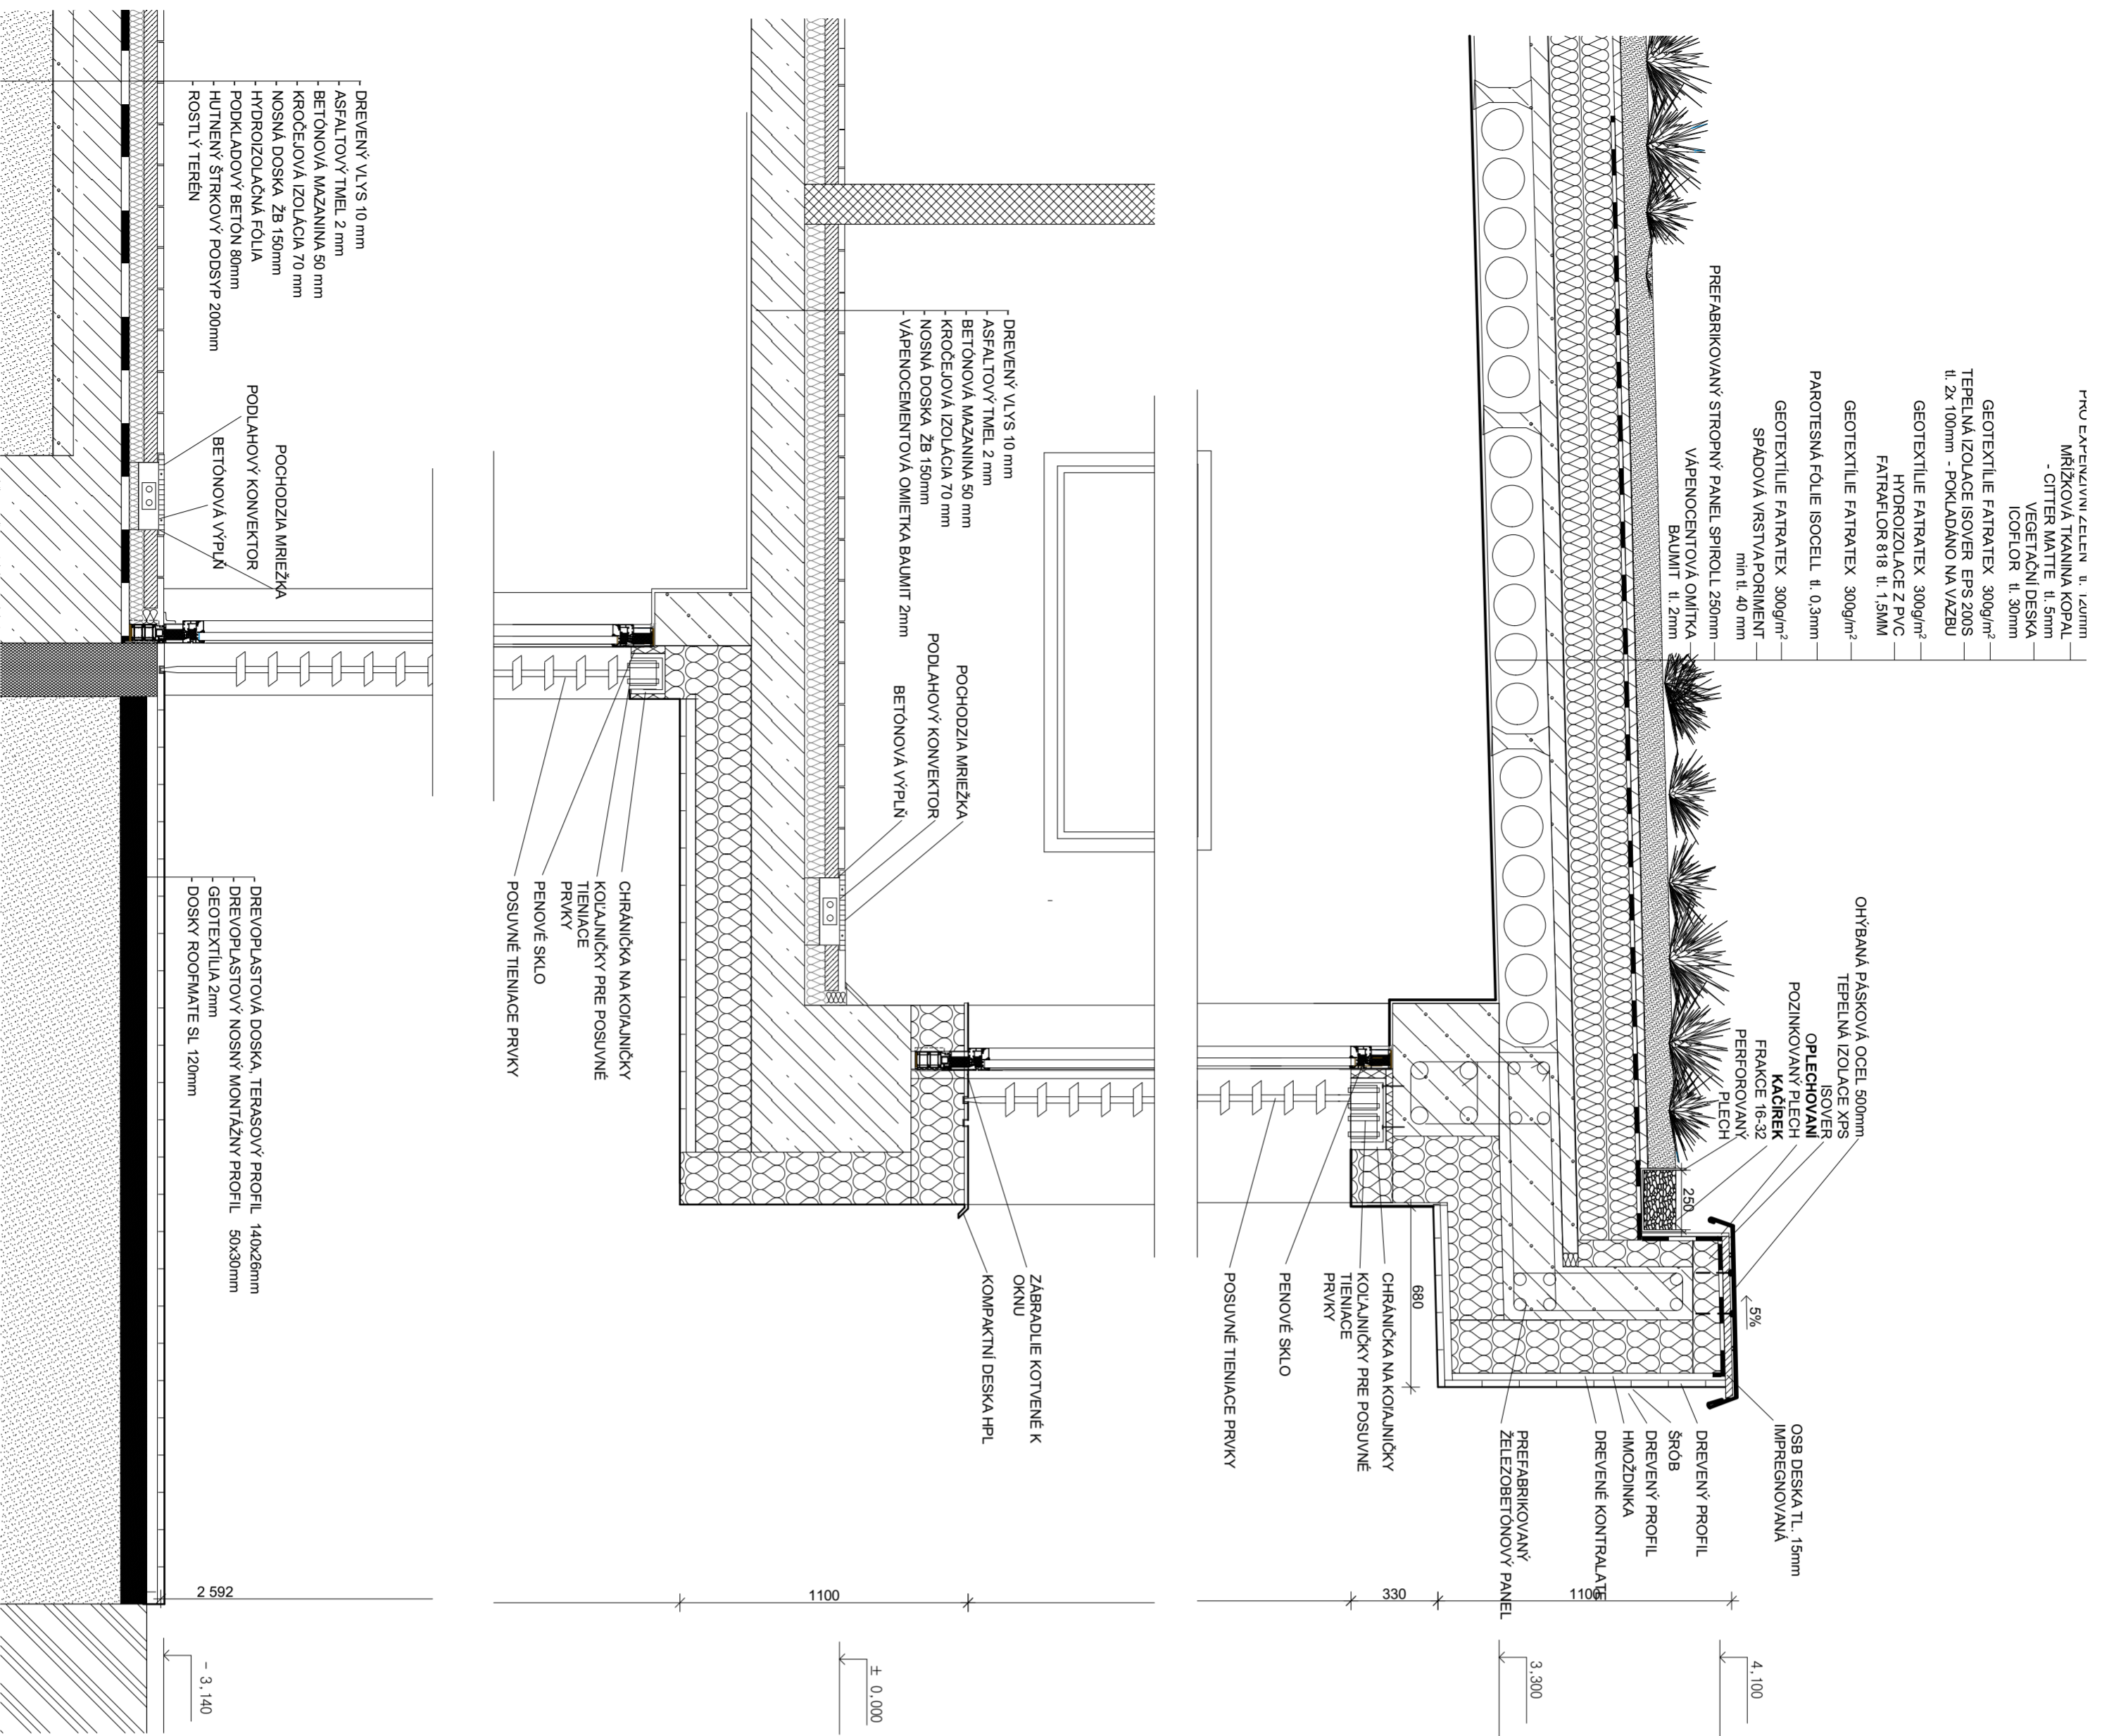 MŘÍŽKOVÁ TKANINA KOPAL
- CITTER MATTE  tl. 5mm
VEGETAČNÍ DESKA
ICOFLOR  tl. 30mm
GEOTEXTÍLIE FATRATEX  300g/m²
TEPELNÁ IZOLACE ISOVER  EPS 200S
tl. 2x 100mm  - POKLADÁNO NA VAZBU
GEOTEXTÍLIE FATRATEX  300g/m²
HYDROIZOLACE Z PVC
FATRAFLOR 818  tl. 1,5MM
GEOTEXTÍLIE FATRATEX  300g/m²
PAROTESNÁ FÓLIE ISOCELL  tl. 0,3mm
GEOTEXTÍLIE FATRATEX  300g/m²
SPÁDOVÁ VRSTVA PORIMENT
min tl. 40 mm
PREFABRIKOVANÝ STROPNÝ PANEL SPIROLL 250mm
VÁPENOCENTOVÁ OMÍTKA
BAUMIT  tl. 2mm
OHÝBANÁ PÁSKOVÁ OCEL 500mm
TEPELNÁ IZOLACE XPS
ISOVER
OPLECHOVANÍ
POZINKOVANÝ PLECH
KAČÍREK
FRAKCE 16-32
PERFOROVANÝ
PLECH
250
5%
680
OSB DESKA TL. 15mm
IMPREGNOVANÁ
DREVENÝ PROFIL
ŠRÓB
DREVENÝ PROFIL
HMOŽDINKA
DREVENÉ KONTRALATE
PREFABRIKOVANÝ
ŽELEZOBETÓNOVÝ PANEL
CHRÁNIČKA NA KOĽAJNIČKY
KOĽAJNIČKY PRE POSUVNÉ
TIENIACE
PRVKY
PENOVÉ SKLO
POSUVNÉ TIENIACE PRVKY
1100
330
4,100
3,300
DREVENÝ VLYS 10 mm
ASFALTOVÝ TMEL 2 mm
BETÓNOVÁ MAZANINA 50 mm
KROČEJOVÁ IZOLÁCIA 70 mm
NOSNÁ DOSKA  ŽB 150mm
VÁPENOCEMENTOVÁ OMIETKA BAUMIT 2mm
POCHODZIA MRIEŽKA
PODLAHOVÝ KONVEKTOR
BETÓNOVÁ VÝPLŇ
ZÁBRADLIE KOTVENÉ K
OKNU
KOMPAKTNÍ DESKA HPL
CHRÁNIČKA NA KOĽAJNIČKY
KOĽAJNIČKY PRE POSUVNÉ
TIENIACE
PRVKY
PENOVÉ SKLO
POSUVNÉ TIENIACE PRVKY
1100
± 0,000
DREVENÝ VLYS 10 mm
ASFALTOVÝ TMEL 2 mm
BETÓNOVÁ MAZANINA 50 mm
KROČEJOVÁ IZOLÁCIA 70 mm
NOSNÁ DOSKA  ŽB 150mm
HYDROIZOLAČNÁ FÓLIA
PODKLADOVÝ BETÓN 80mm
HUTNENÝ ŠTRKOVÝ PODSYP 200mm
ROSTLÝ TERÉN
POCHODZIA MRIEŽKA
PODLAHOVÝ KONVEKTOR
BETÓNOVÁ VÝPLŇ
DREVOPLASTOVÁ DOSKA, TERASOVÝ PROFIL  140x26mm
DREVOPLASTOVÝ NOSNÝ MONTÁŽNY PROFIL   50x30mm
GEOTEXTÍLIA 2mm
DOSKY ROOFMATE SL 120mm
2 592
- 3,140